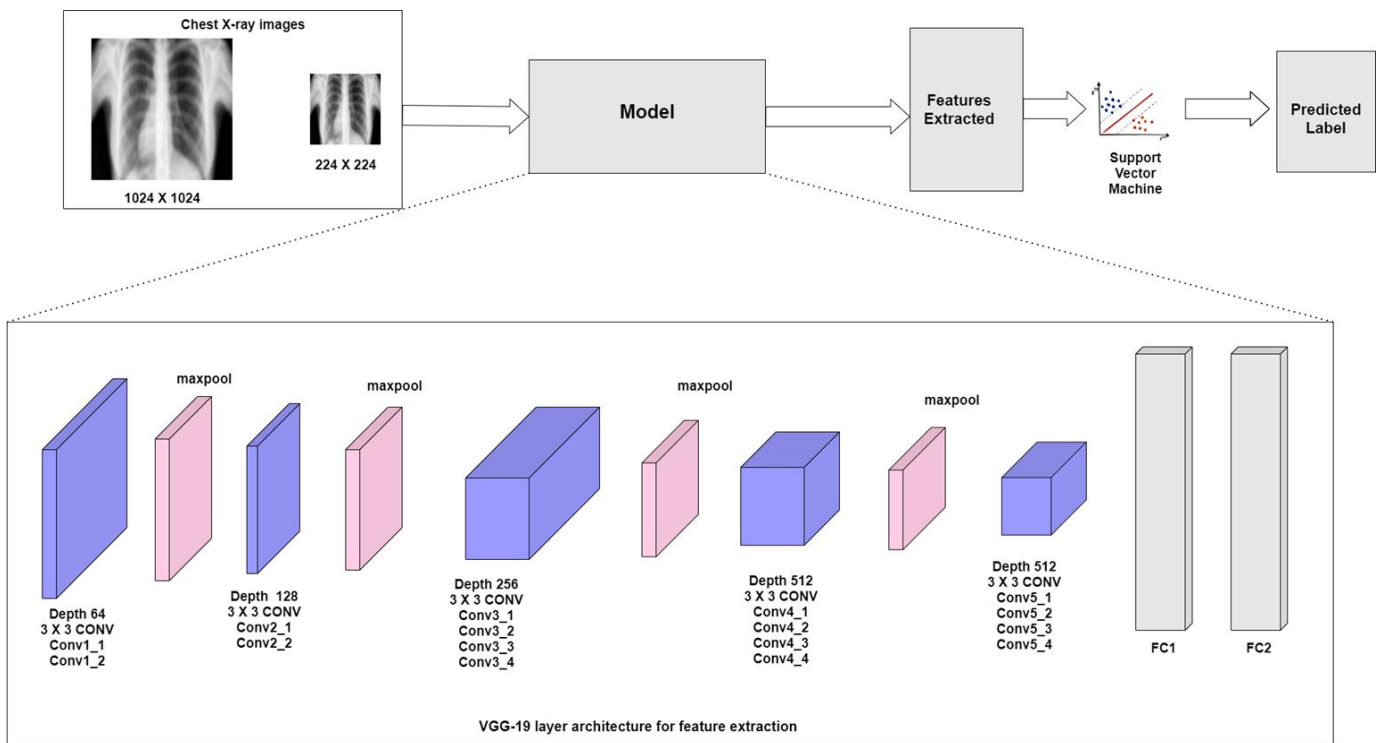 Chest X-ray images
1024 X 1024
224 X 224
Model
Features
Extracted
Support
Vector
Machine
Predicted
Label
maxpool
maxpool
maxpool
maxpool
Depth 64
3 X 3 CONV
Conv1_1
Conv1_2
Depth 128
3 X 3 CONV
Conv2_1
Conv2_2
Depth 256
3 X 3 CONV
Conv3_1
Conv3_2
Conv3_3
Conv3_4
Depth 512
3 X 3 CONV
Conv4_1
Conv4_2
Conv4_3
Conv4_4
Depth 512
3 X 3 CONV
Conv5_1
Conv5_2
Conv5_3
Conv5_4
FC1
FC2
VGG-19 layer architecture for feature extraction